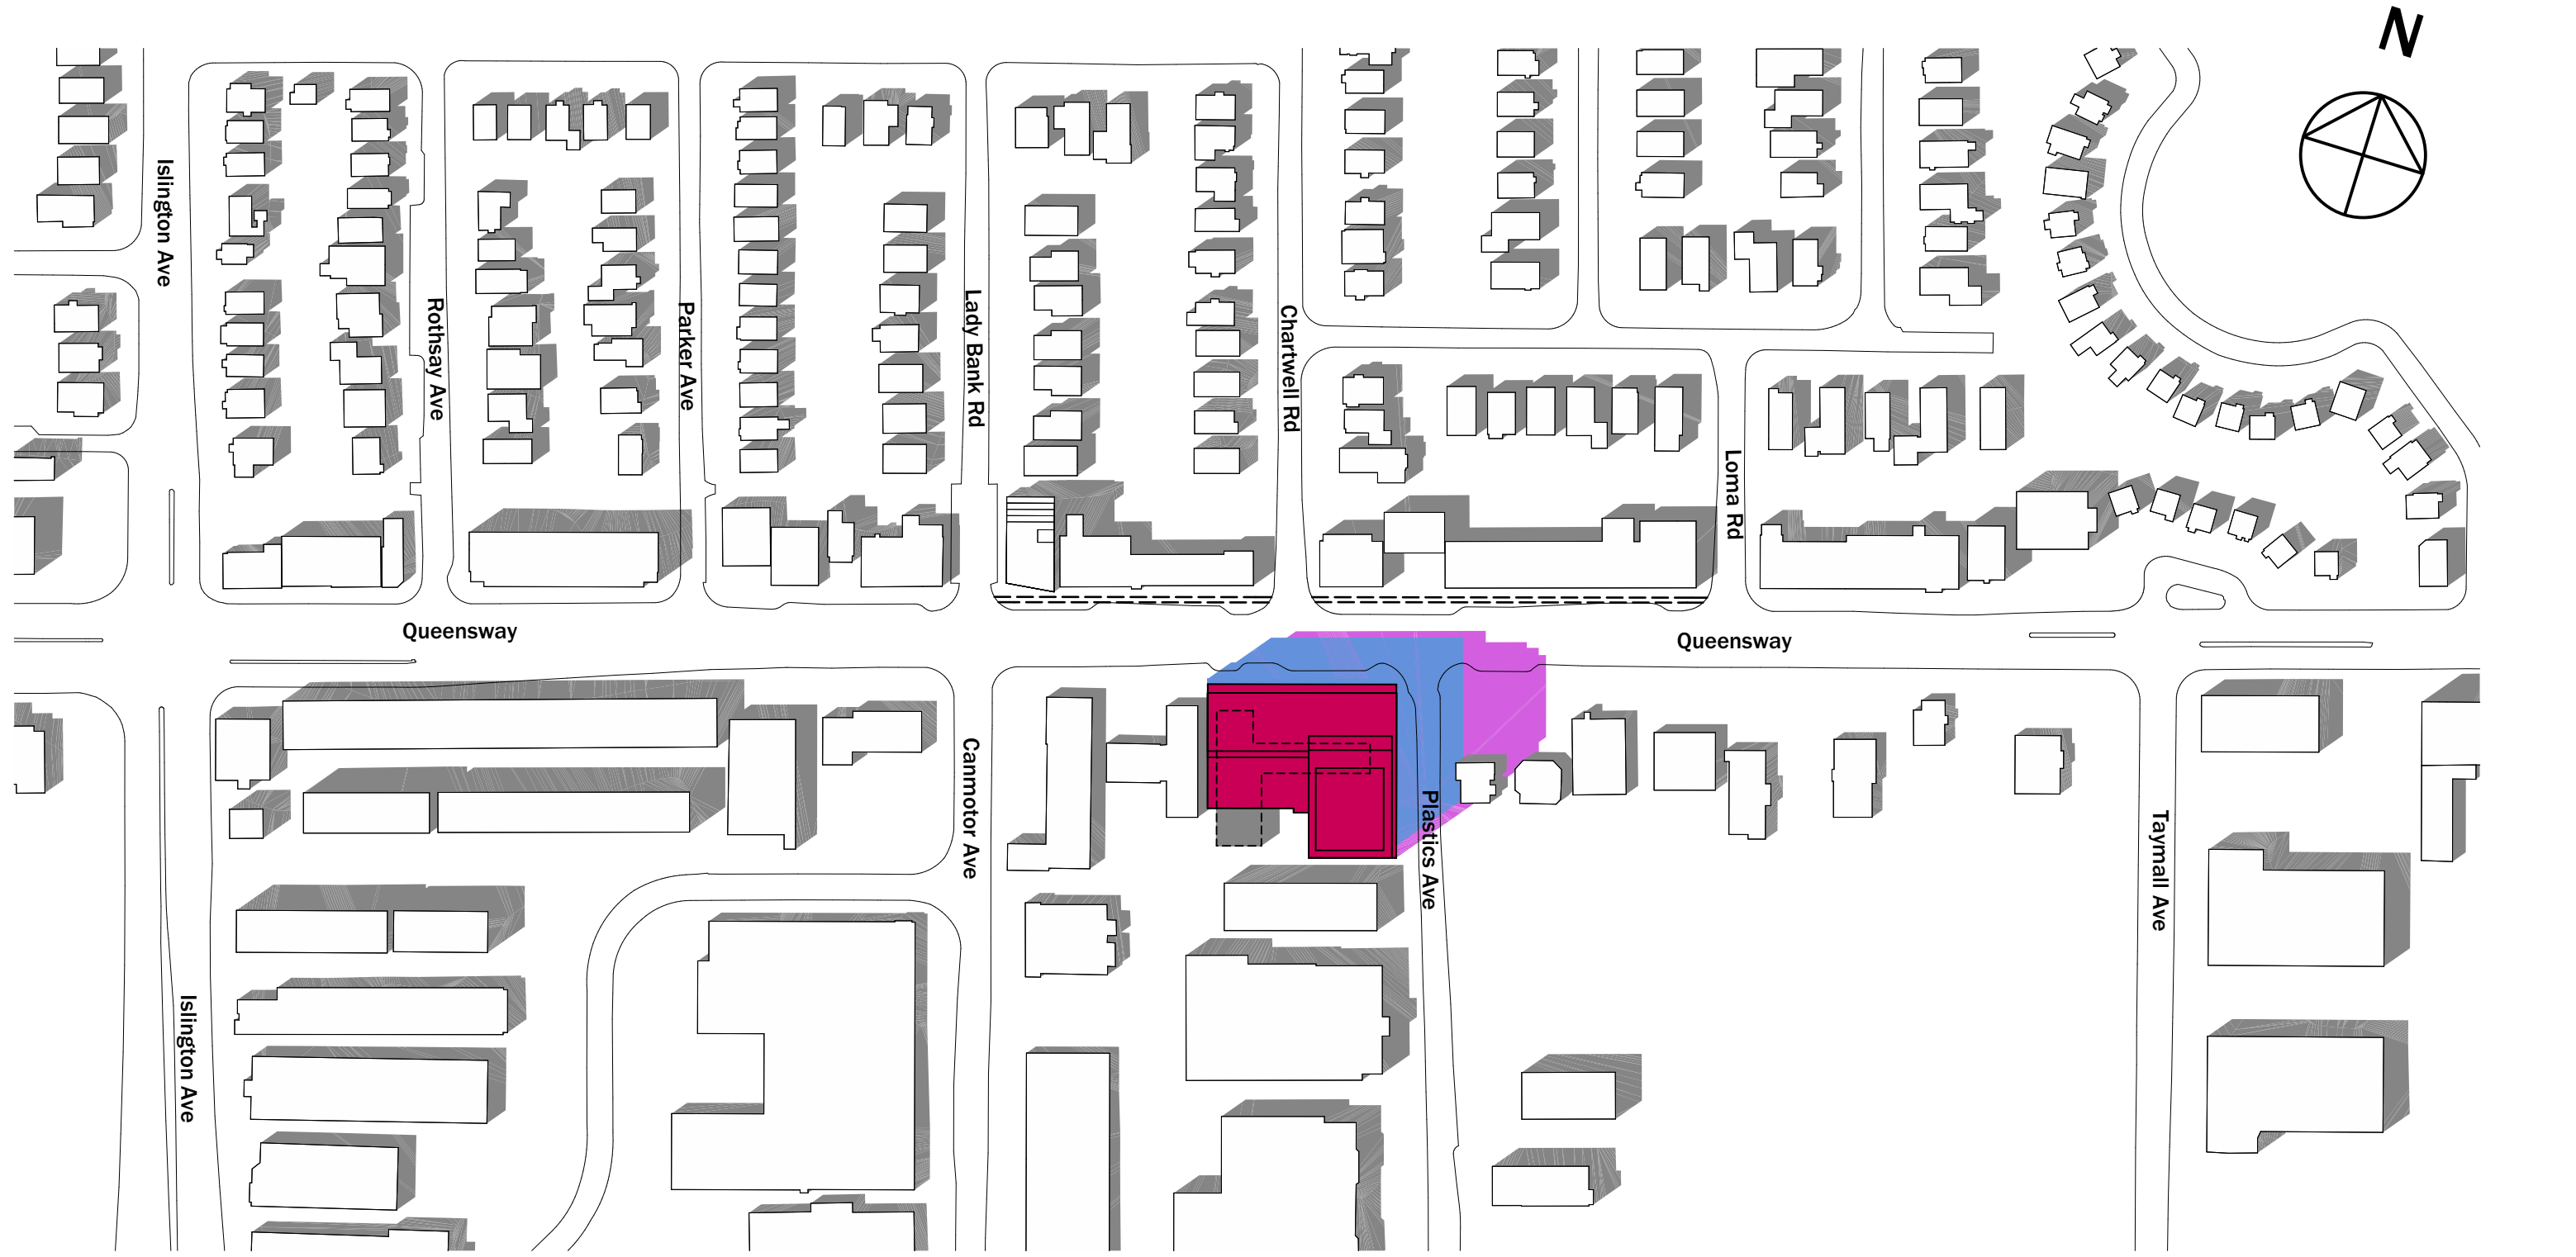 N
Islington Ave
Rothsay Ave
Parker Ave
Lady Bank Rd
Chartwell Rd
Loma Rd
Queensway
Queensway
Canmotor Ave
Plastics Ave
Taymall Ave
Islington Ave